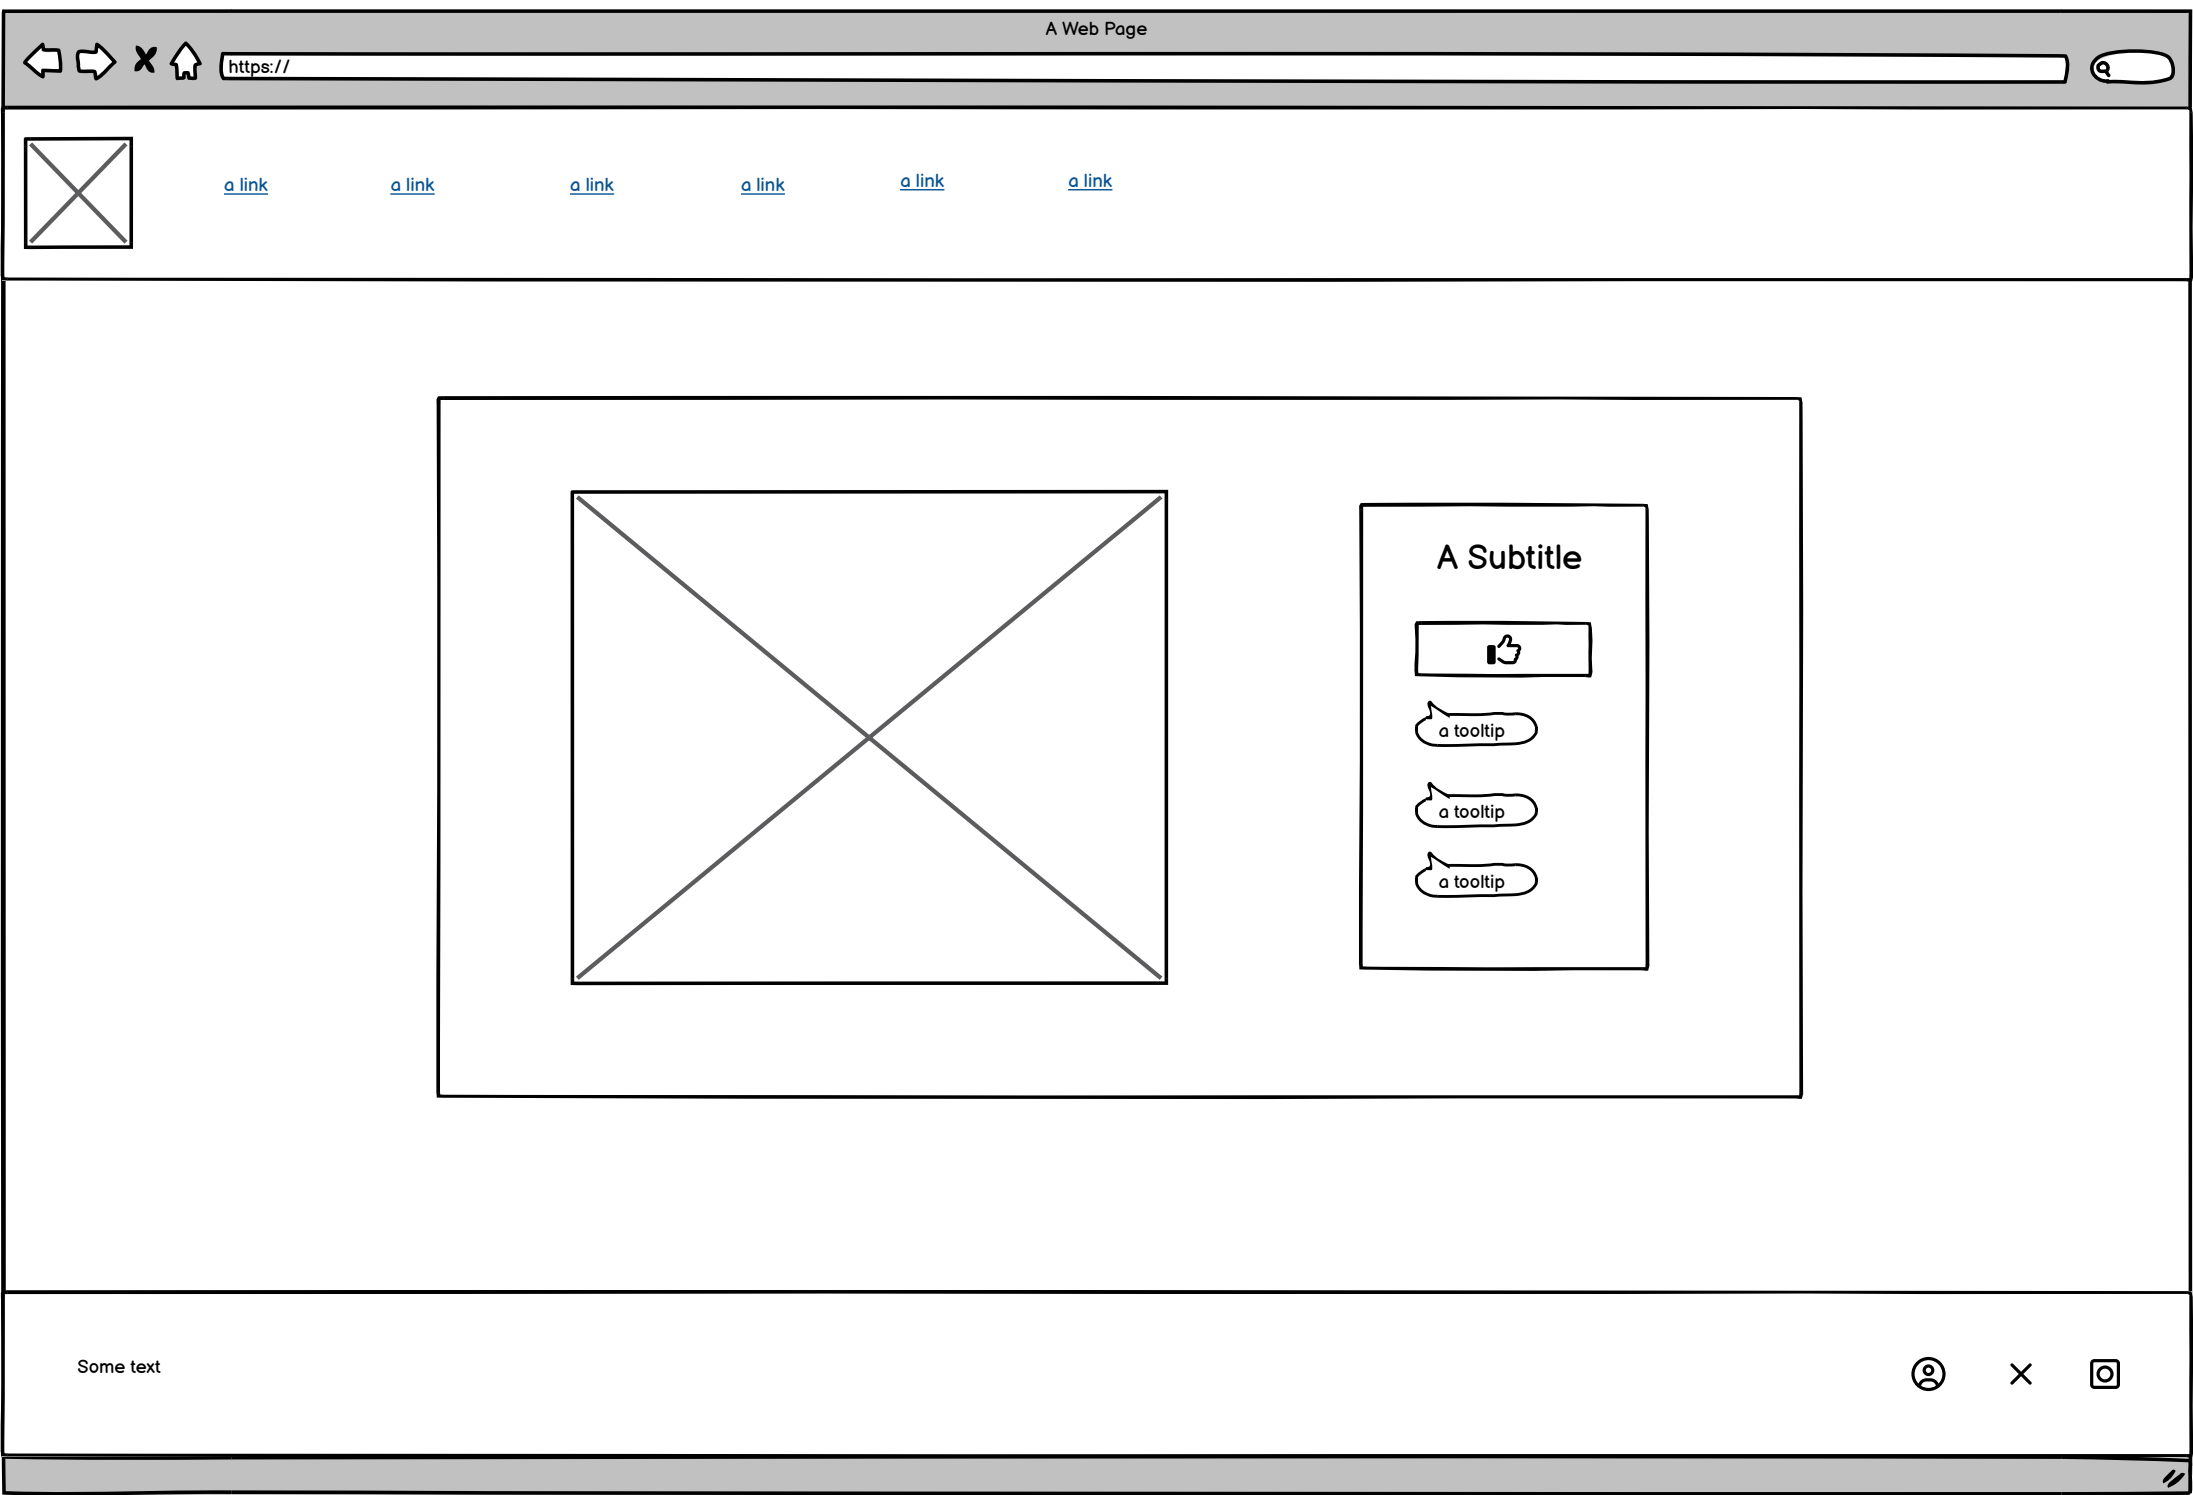 A Web Page
https://
a link a link a link a link a link a link
A Subtitle
a tooltip
a tooltip
a tooltip
Some text